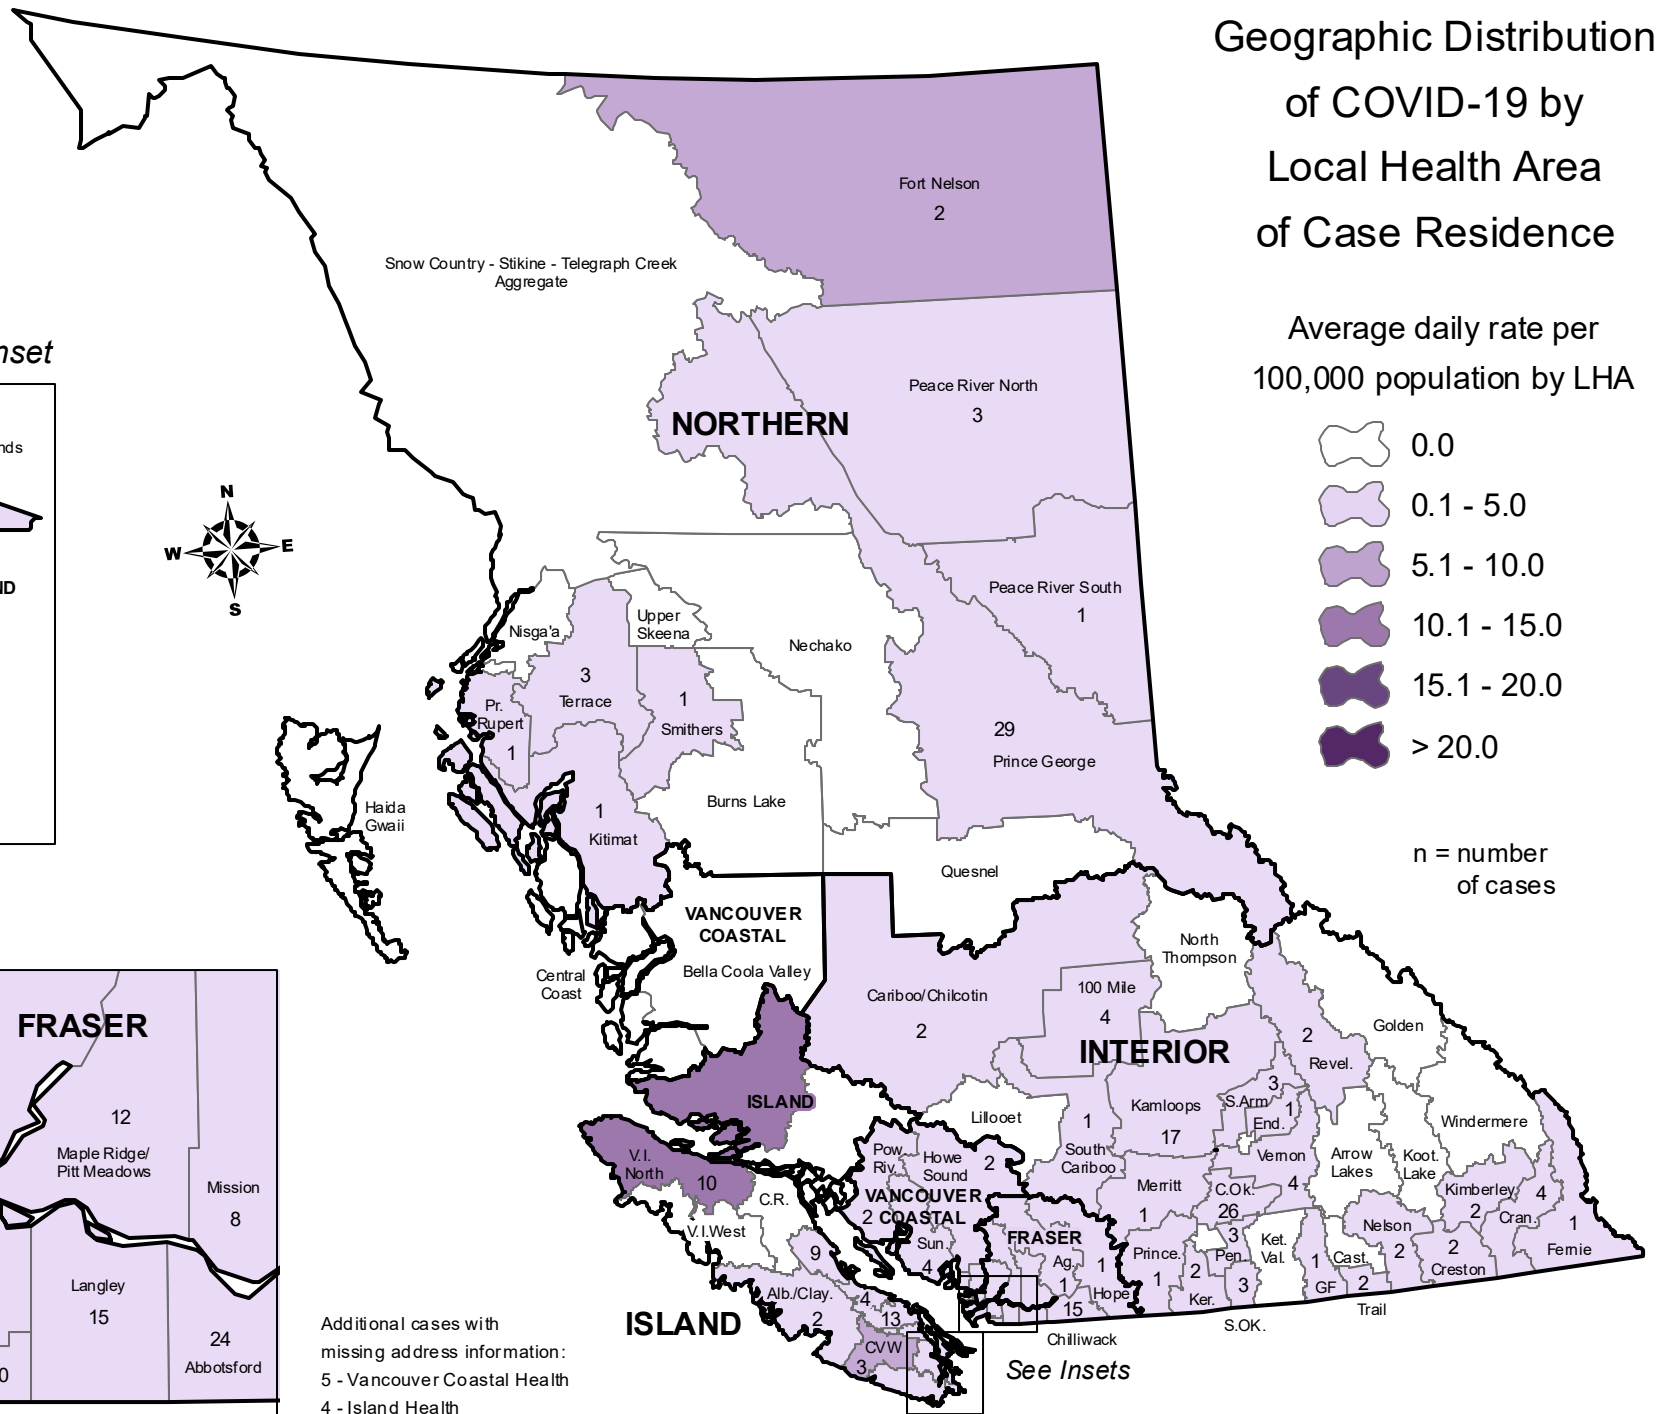 Geographic Distribution
of COVID-19 by
Local Health Area
of Case Residence
Average daily rate per
100,000 population by LHA
0.0
0.1 - 5.0
5.1 - 10.0
10.1 - 15.0
15.1 - 20.0
> 20.0
n = number
of cases
Fort Nelson
2
Snow Country - Stikine - Telegraph Creek
Aggregate
Peace River North
3
NORTHERN
Peace River South
1
N
W
E
S
Nisga'a
Upper
Skeena
Nechako
3
Terrace
1
Smithers
Pr.
Rupert
1
29
Prince George
Haida
Gwaii
1
Kitimat
Burns Lake
Quesnel
VANCOUVER
COASTAL
Bella Coola Valley
Central
Coast
North
Thompson
Cariboo/Chilcotin
2
100 Mile
4
INTERIOR
Golden
2
Revel.
ISLAND
Lillooet
1
South
Cariboo
Kamloops
17
3
S.Arm
1
End.
Vernon
4
Arrow
Lakes
Koot.
Lake
Windermere
V.I.
North
10
C.R.
V.I.West
9
Pow.
Riv.
Howe
Sound
2
VANCOUVER
COASTAL
2
Sun.
4
FRASER
Ag.
1
1
Hope
15
Chilliwack
Merritt
1
C.Ok.
26
Prince.
1
2
Ker.
3
Pen.
3
S.OK.
Ket.
Val.
1
GF
Cast.
2
Trail
Nelson
2
Kimberley
2
4
Cran.
2
Creston
1
Fernie
Alb./Clay.
2
4
13
CVW
3
ISLAND
See Insets
nset
nds
ND
FRASER
12
Maple Ridge/
Pitt Meadows
Mission
8
Langley
15
24
Abbotsford
0
Additional cases with
missing address information:
5 - Vancouver Coastal Health
4 - Island Health